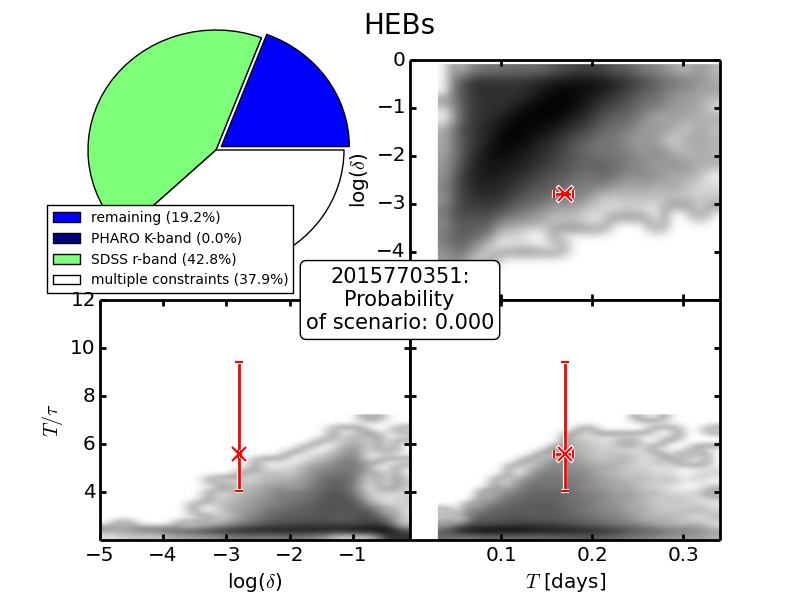 HEBs
remaining (19.2%)
PHARO K-band (0.0%)
SDSS r-band (42.8%)
multiple constraints (37.9%)
0
−1
−2
−3
−4
log(δ)
2015770351:
Probability
of scenario: 0.000
12
10
8
6
4
T/τ
−5 −4 −3 −2 −1
log(δ)
0.1 0.2 0.3
T [days]